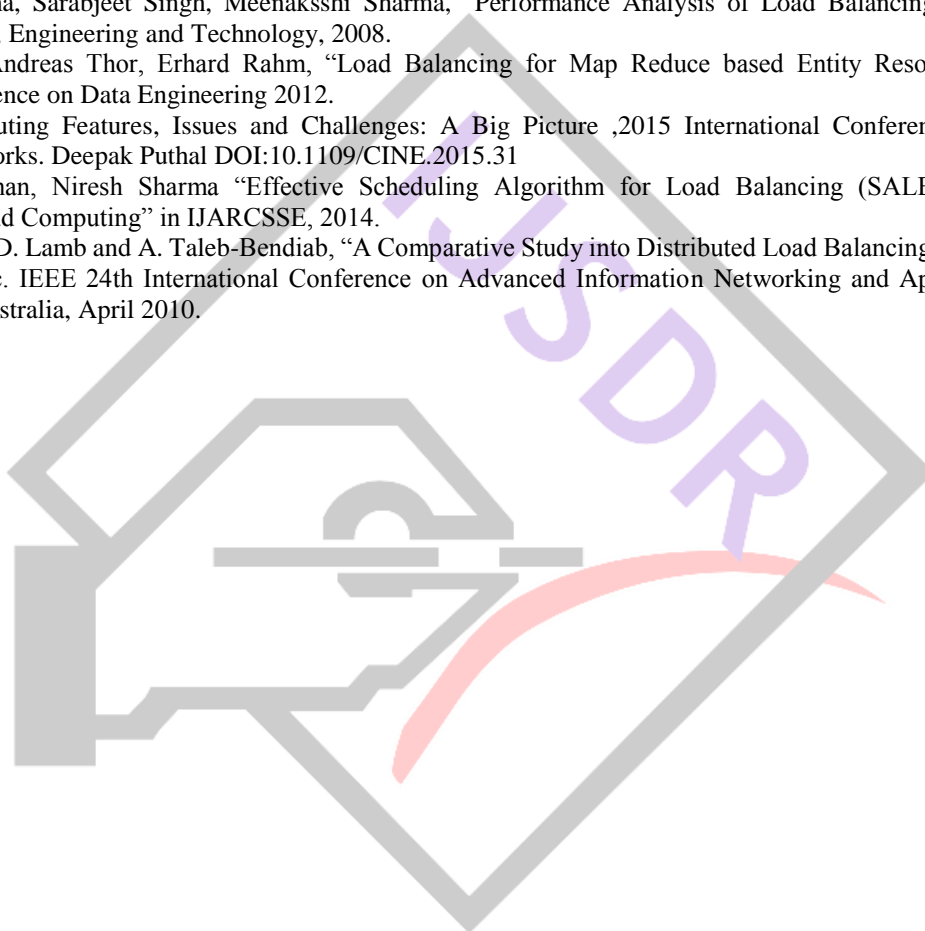 na, Sarabjeet Singh, Meenaksshi Sharma, "Performance Analysis of Load Balancing
, Engineering and Technology, 2008.
Andreas Thor, Erhard Rahm, “Load Balancing for Map Reduce based Entity Reso
ence on Data Engineering 2012.
uting Features, Issues and Challenges: A Big Picture ,2015 International Conferen
orks. Deepak Puthal DOI:10.1109/CINE.2015.31
han, Niresh Sharma “Effective Scheduling Algorithm for Load Balancing (SALB
nd Computing” in IJARCSSE, 2014.
D. Lamb and A. Taleb-Bendiab, “A Comparative Study into Distributed Load Balancing
c. IEEE 24th International Conference on Advanced Information Networking and Ap
stralia, April 2010.
IJSDR